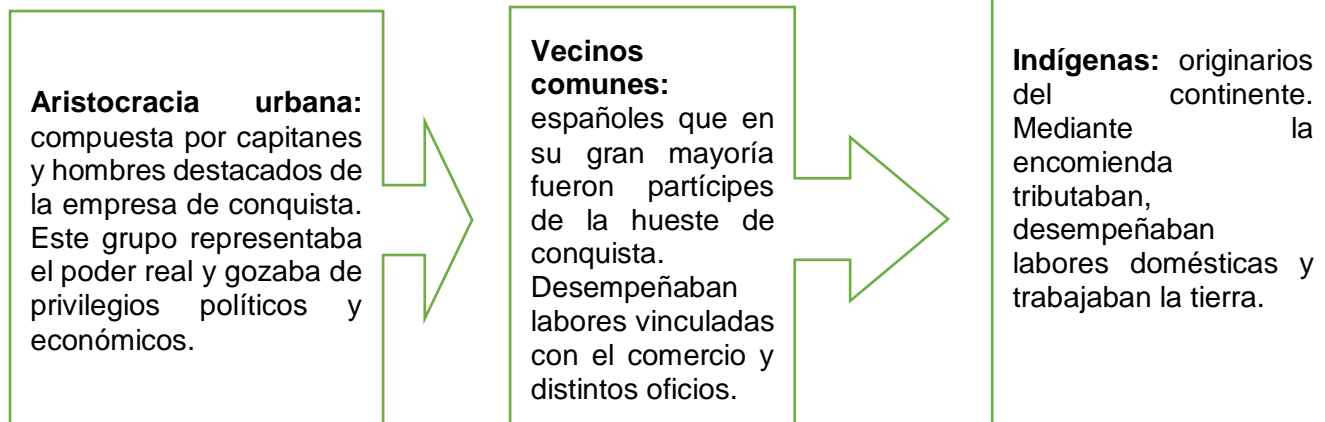 Aristocracia urbana:
compuesta por capitanes
y hombres destacados de
la empresa de conquista.
Este grupo representaba
el poder real y gozaba de
privilegios políticos y
económicos.
Vecinos
comunes:
españoles que en
su gran mayoría
fueron partícipes
de la hueste de
conquista.
Desempeñaban
labores vinculadas
con el comercio y
distintos oficios.
Indígenas: originarios
del continente.
Mediante la
encomienda
tributaban,
desempeñaban
labores domésticas y
trabajaban la tierra.